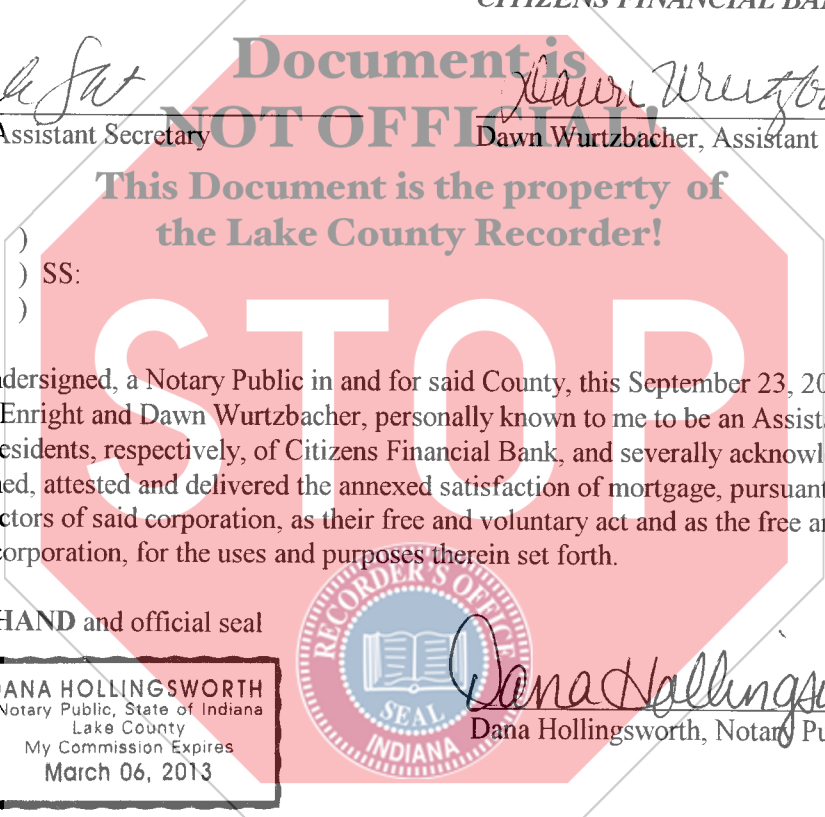 CITIZENS FINANCIAL BAN
Document is
NOT OFFICIAL!
Assistant Secretary
Dawn Wurtzbacher
Dawn Wurtzbacher, Assistant
This Document is the property of
the Lake County Recorder!
)
) SS:
)
STOP
ndersigned, a Notary Public in and for said County, this September 23, 20
Enright and Dawn Wurtzbacher, personally known to me to be an Assist
esidents, respectively, of Citizens Financial Bank, and severally acknowl
ned, attested and delivered the annexed satisfaction of mortgage, pursuant
ctors of said corporation, as their free and voluntary act and as the free a
corporation, for the uses and purposes therein set forth.
HAND and official seal
RECORDER'S OFFICE
SEAL
INDIANA
DANA HOLLINGSWORTH
Notary Public, State of Indiana
Lake County
My Commission Expires
March 06, 2013
Dana Hollingsw
Dana Hollingsworth, Notary Pu